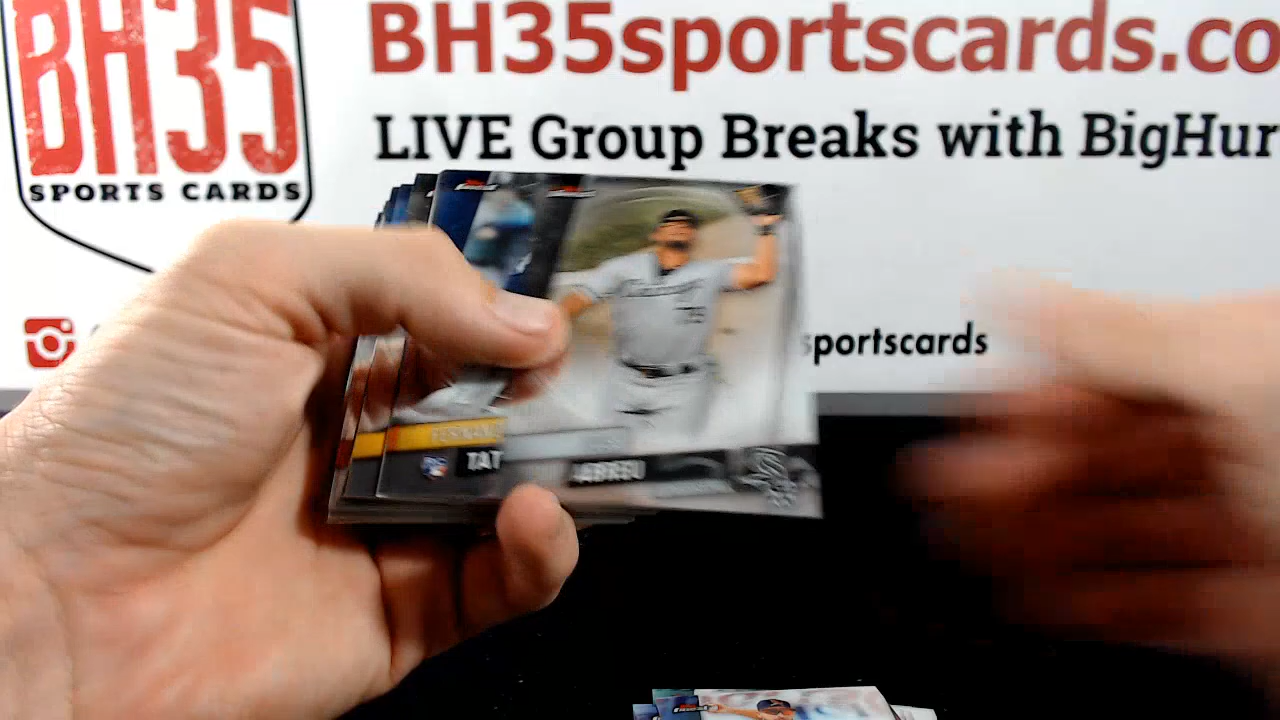 BH35
SPORTS CARDS
BH35sportscards.co
LIVE Group Breaks with BigHur
sportscards
TAT
ABREU